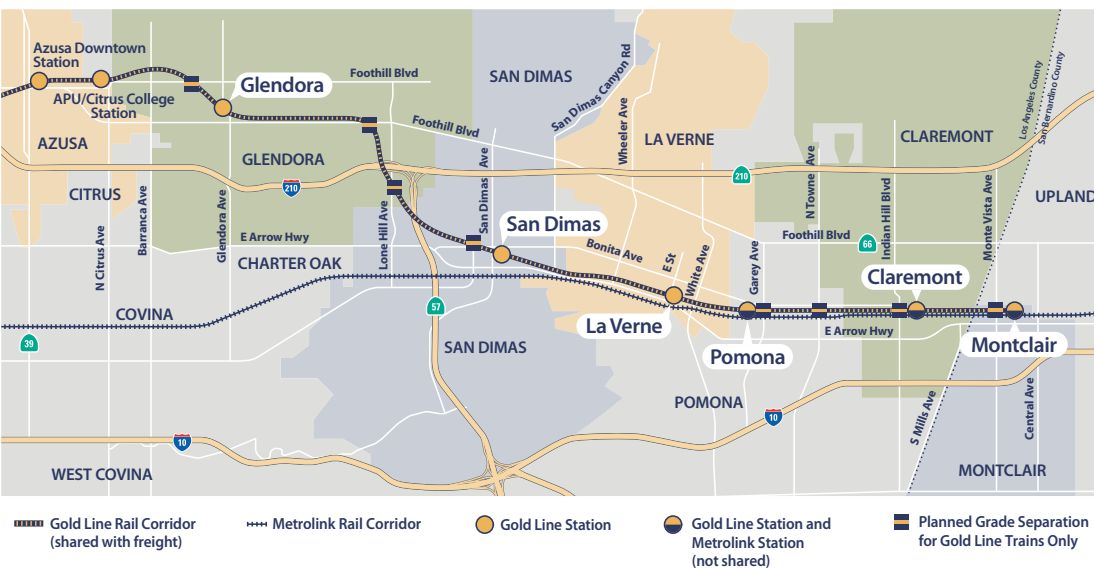 Azusa Downtown
Station
APU/Citrus College
Station
Glendora
Foothill Blvd
Foothill Blvd
SAN DIMAS
San Dimas Canyon Rd
Wheeler Ave
LA VERNE
CLAREMONT
Los Angeles County
San Bernardino County
AZUSA
GLENDORA
210
210
CITRUS
UPLAND
N Citrus Ave
Barranca Ave
Glendora Ave
Lone Hill Ave
San Dimas Ave
N Towne Ave
Indian Hill Blvd
Monte Vista Ave
E Arrow Hwy
San Dimas
Bonita Ave
E St
White Ave
Garey Ave
Foothill Blvd
66
CHARTER OAK
Claremont
COVINA
57
39
La Verne
E Arrow Hwy
Pomona
Montclair
SAN DIMAS
POMONA
10
10
S Mills Ave
Central Ave
WEST COVINA
MONTCLAIR
Gold Line Rail Corridor
(shared with freight)
Metrolink Rail Corridor
Gold Line Station
Gold Line Station and
Metrolink Station
(not shared)
Planned Grade Separation
for Gold Line Trains Only